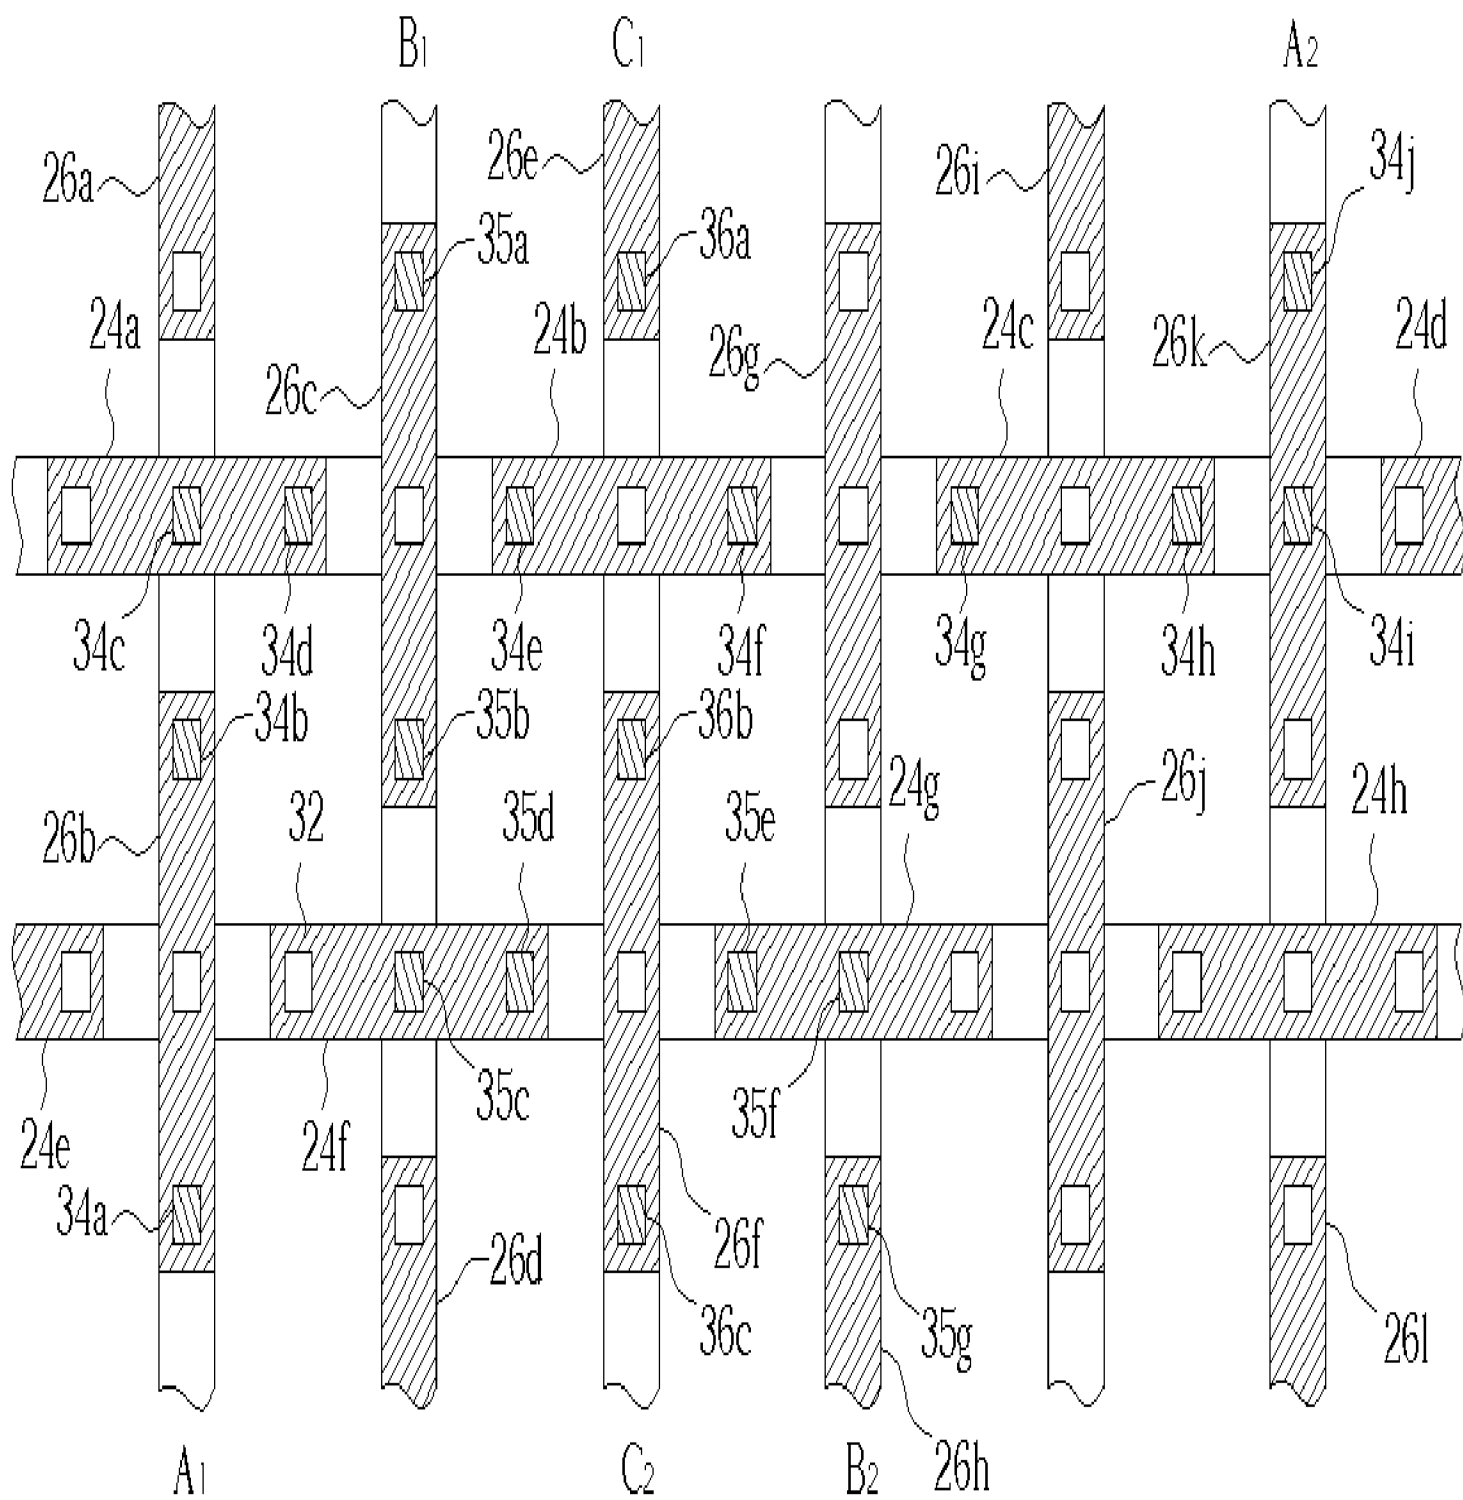 B1 C1 A2
26a 26e 26i 34j
35a 36a
24a 24b 24c 24d
26c 26g 26k
34c 34d 34e 34f 34g 34h 34i
34b 35b 36b
26b 32 35d 35e 24g 26j 24h
24e 24f 35c 35f
34a 26d 26f
36c 35g 26l
26h
A1 C2 B2